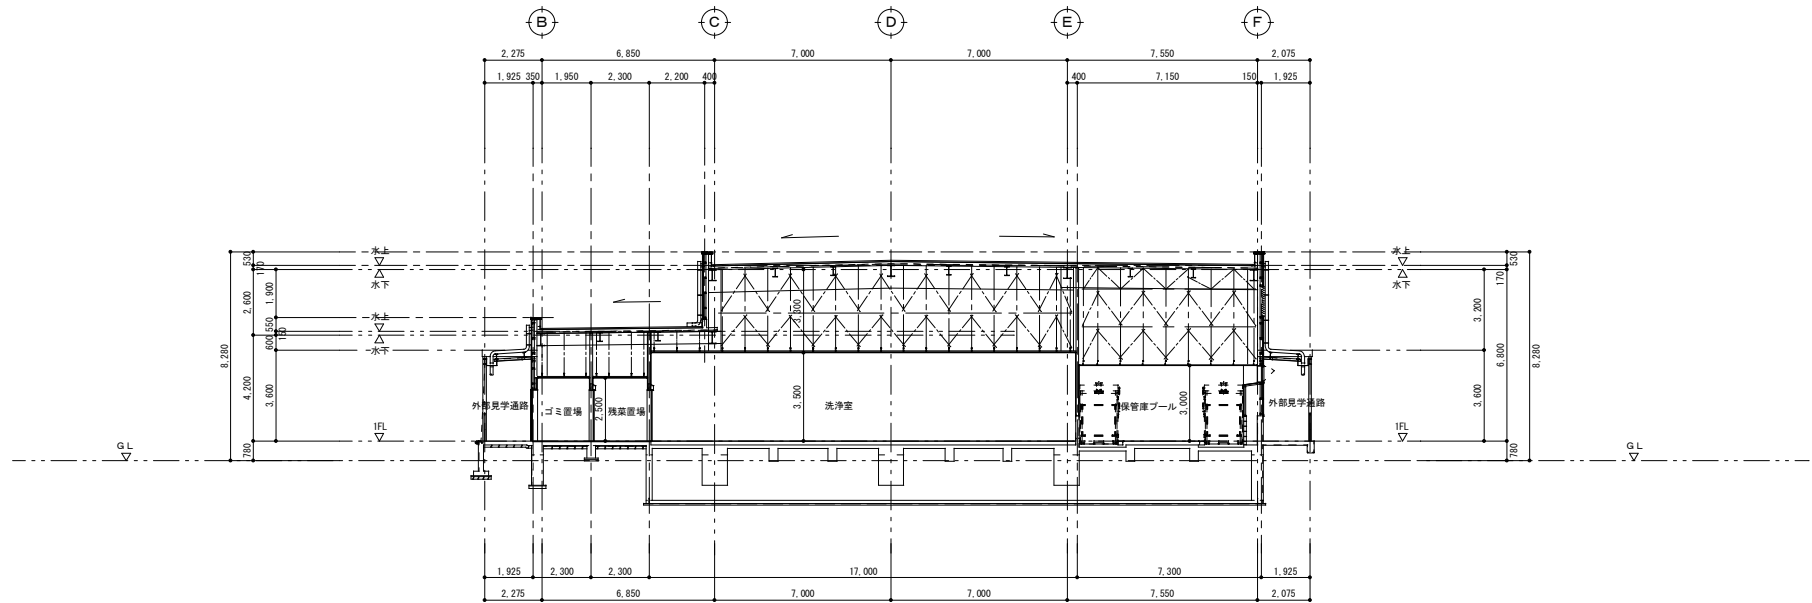 B C D E F
2,275 6,850 7,000 7,000 7,550 2,075
1,925 350 1,950 2,300 2,200 400 400 7,150 150 1,925
水上 水上
水下 水下
水上
水下
530 170 2,600 1,900 550 150 600 8,280 4,200 3,600 780
3,300
530 170 3,200 6,800 8,280 3,600 780
外部見学通路 ゴミ置場 2,500 残菜置場 3,500 洗浄室 保管庫プール 3,000 外部見学通路
1FL 1FL
GL GL
1,925 2,300 2,300 17,000 7,300 1,925
2,275 6,850 7,000 7,000 7,550 2,075